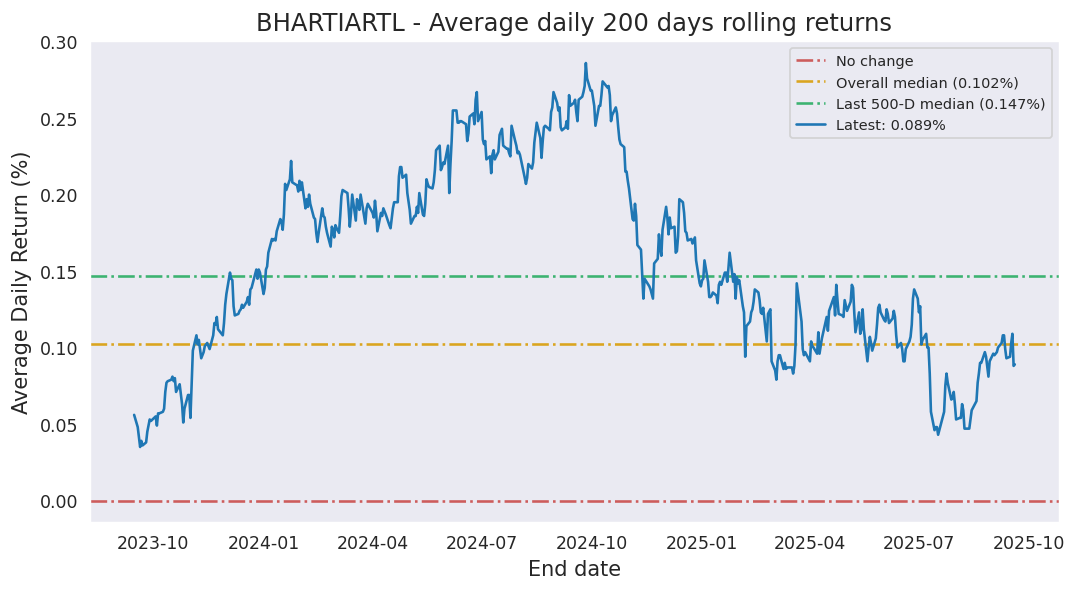 BHARTIARTL - Average daily 200 days rolling returns
0.30
0.25
0.20
0.15
0.10
0.05
0.00
Average Daily Return (%)
No change
Overall median (0.102%)
Last 500-D median (0.147%)
Latest: 0.089%
2023-10 2024-01 2024-04 2024-07 2024-10 2025-01 2025-04 2025-07 2025-10
End date